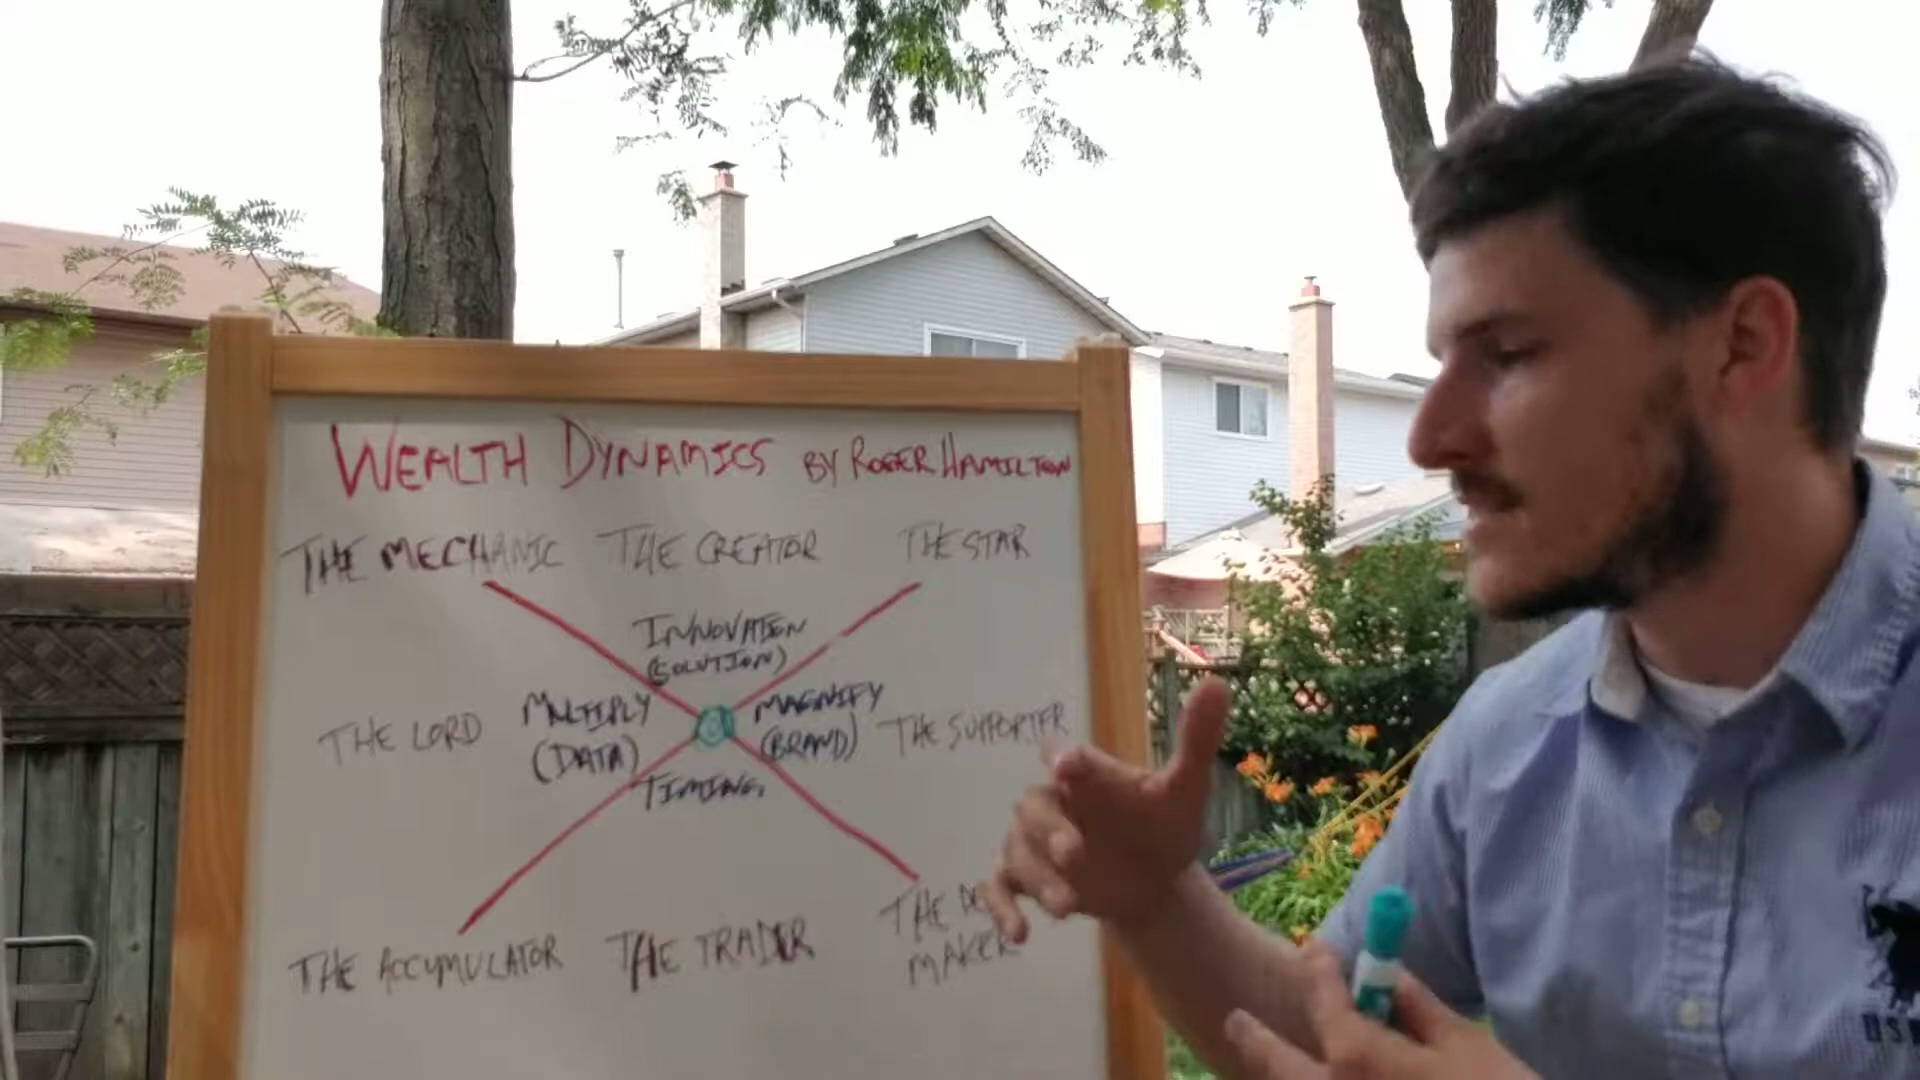 WEALTH DYNAMICS BY ROGER HAMILTON
THE MECHANIC THE CREATOR THE STAR
INNOVATION
(SOLUTION)
THE LORD MULTIPLY MAGNIFY THE SUPPORTER
(DATA) (BRAND)
TIMING
THE
THE ACCUMULATOR THE TRADER MAKER